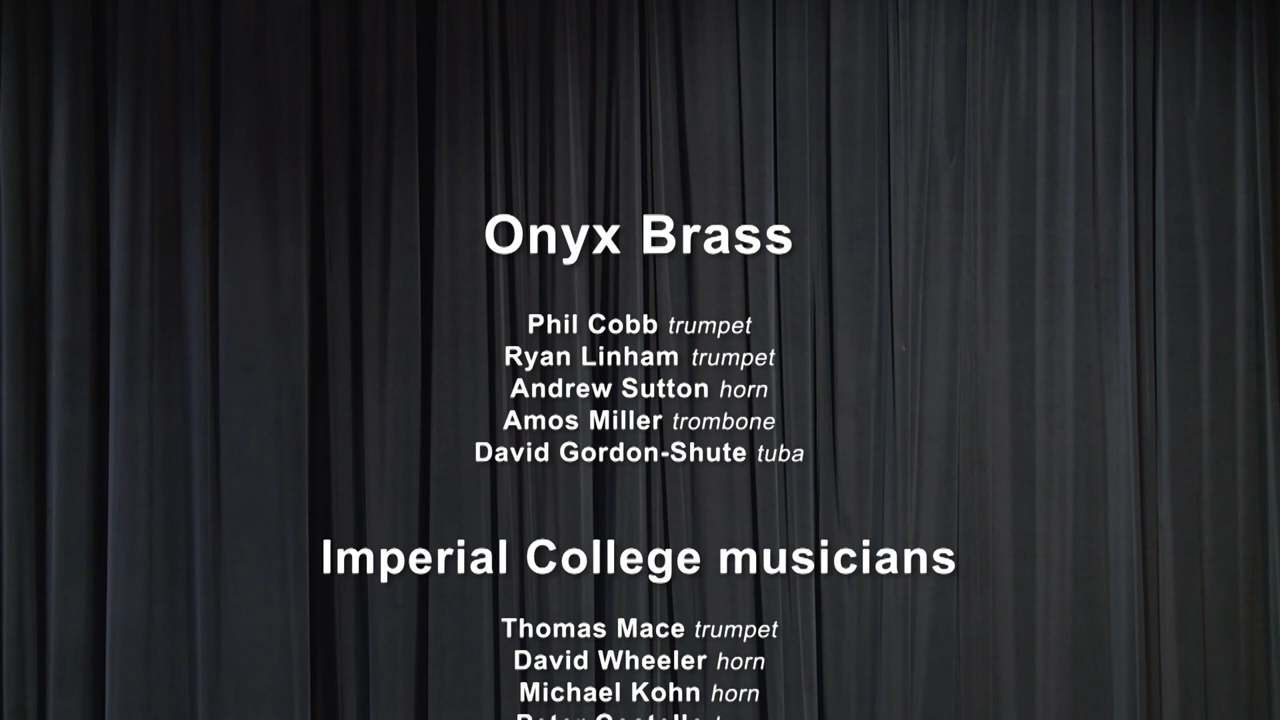 Onyx Brass
Phil Cobb trumpet
Ryan Linham trumpet
Andrew Sutton horn
Amos Miller trombone
David Gordon-Shute tuba
Imperial College musicians
Thomas Mace trumpet
David Wheeler horn
Michael Kohn horn